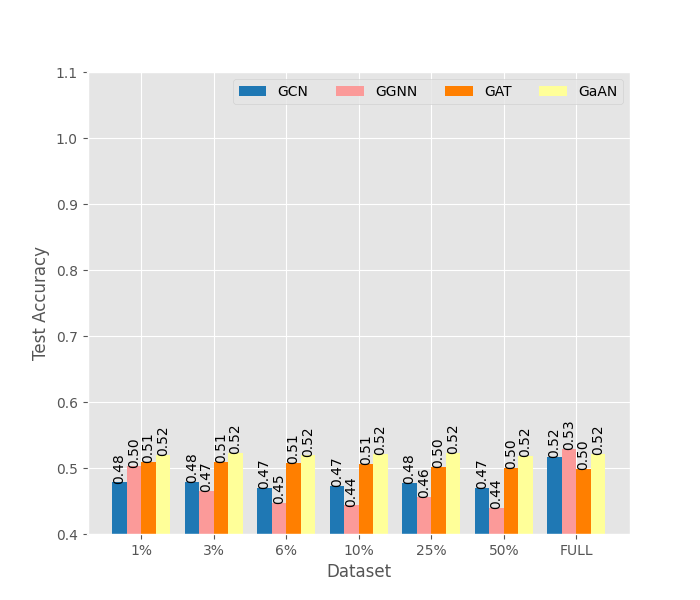 GCN GGNN GAT GaAN
1.1
1.0
0.9
0.8
0.7
0.6
0.5
0.4
Test Accuracy
0.48 0.50 0.51 0.52
0.48 0.47 0.51 0.52
0.47 0.45 0.51 0.52
0.47 0.44 0.51 0.52
0.48 0.46 0.50 0.52
0.47 0.44 0.50 0.52
0.52 0.53 0.50 0.52
1% 3% 6% 10% 25% 50% FULL
Dataset